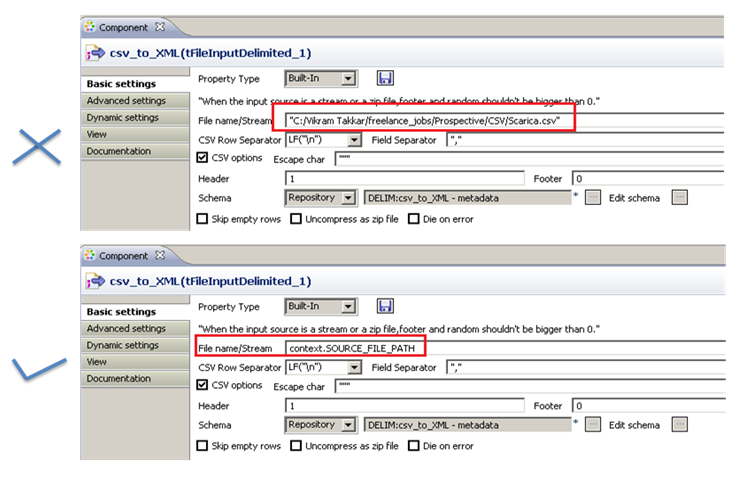 Component
csv_to_XML(tFileInputDelimited_1)
Basic settings
Advanced settings
Dynamic settings
View
Documentation
Property Type Built-In
"When the input source is a stream or a zip file,footer and random shouldn't be bigger than 0."
File name/Stream "C:/Vikram Takkar/freelance_jobs/Prospective/CSV/Scarica.csv"
CSV Row Separator LF("\n") Field Separator ","
CSV options Escape char """
Header 1 Footer 0
Schema Repository DELIM:csv_to_XML - metadata * ... Edit schema ...
Skip empty rows Uncompress as zip file Die on error
Component
csv_to_XML(tFileInputDelimited_1)
Basic settings
Advanced settings
Dynamic settings
View
Documentation
Property Type Built-In
"When the input source is a stream or a zip file,footer and random shouldn't be bigger than 0."
File name/Stream context.SOURCE_FILE_PATH
CSV Row Separator LF("\n") Field Separator ","
CSV options Escape char """
Header 1 Footer 0
Schema Repository DELIM:csv_to_XML - metadata * ... Edit schema ...
Skip empty rows Uncompress as zip file Die on error